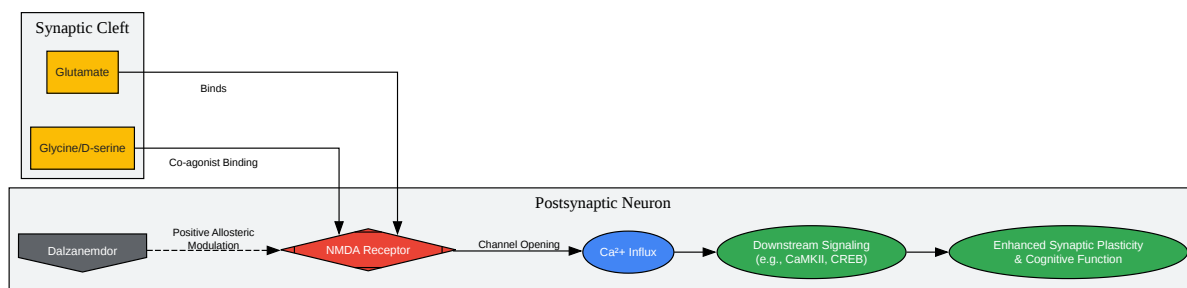 Synaptic Cleft
Glutamate
Binds
Glycine/D-serine
Co-agonist Binding
Postsynaptic Neuron
Dalzanemdor
Positive Allosteric
Modulation
NMDA Receptor
Channel Opening
Ca²⁺ Influx
Downstream Signaling
(e.g., CaMKII, CREB)
Enhanced Synaptic Plasticity
& Cognitive Function